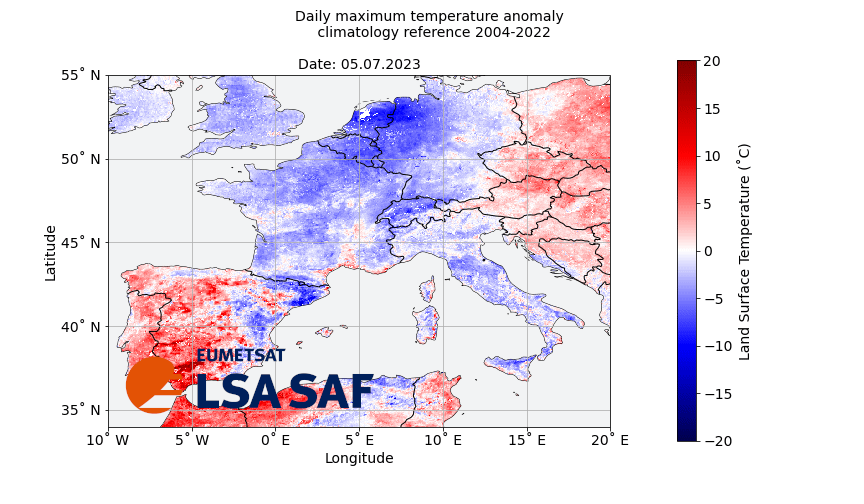 Daily maximum temperature anomaly
climatology reference 2004-2022
Date: 05.07.2023
55° N
50° N
45° N
40° N
35° N
Latitude
10° W
5° W
0° E
5° E
10° E
15° E
20° E
Longitude
EUMETSAT
LSA SAF
20
15
10
5
0
−5
−10
−15
−20
Land Surface Temperature (°C)